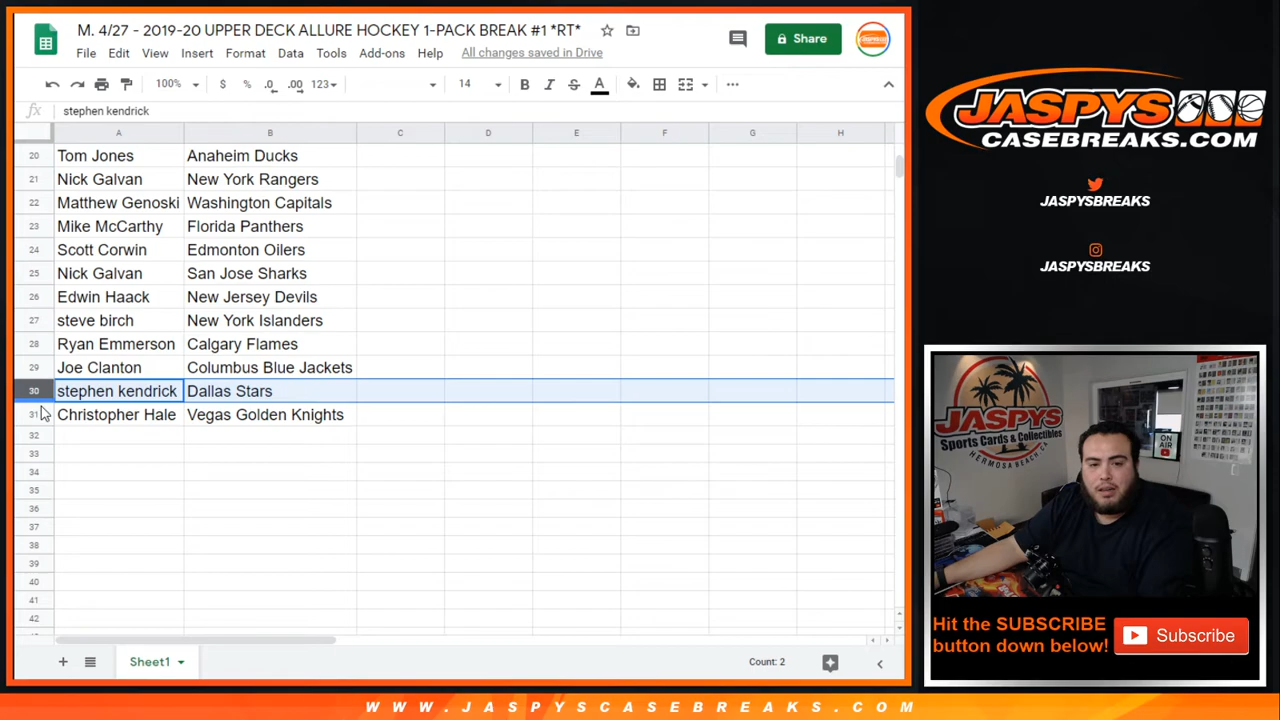 M. 4/27 - 2019-20 UPPER DECK ALLURE HOCKEY 1-PACK BREAK #1 *RT*
Share
File Edit View Insert Format Data Tools Add-ons Help All changes saved in Drive
100% $ % .0 .00 123 14 B I S A
fx stephen kendrick
A B C D E F G H
20 Tom Jones Anaheim Ducks
21 Nick Galvan New York Rangers
22 Matthew Genoski Washington Capitals
23 Mike McCarthy Florida Panthers
24 Scott Corwin Edmonton Oilers
25 Nick Galvan San Jose Sharks
26 Edwin Haack New Jersey Devils
27 steve birch New York Islanders
28 Ryan Emmerson Calgary Flames
29 Joe Clanton Columbus Blue Jackets
30 stephen kendrick Dallas Stars
31 Christopher Hale Vegas Golden Knights
32
33
34
35
36
37
38
39
40
41
42
Sheet1
Count: 2
JASPYS
CASEBREAKS.COM
JASPYSBREAKS
JASPYSBREAKS
JASPYS
Sports Cards & Collectibles
HERMOSA BEACH CA
ON
AIR
Hit the SUBSCRIBE
button down below!
Subscribe
WWW.JASPYSCASEBREAKS.COM